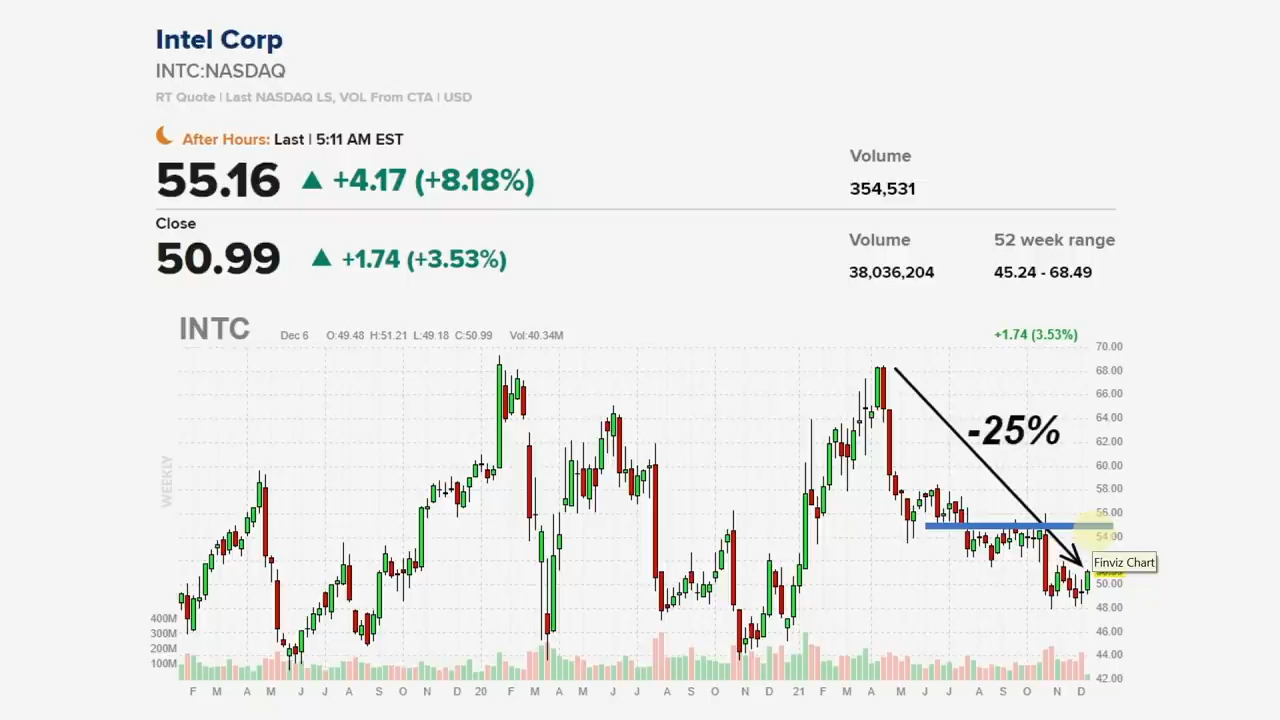 Intel Corp
INTC:NASDAQ
RT Quote | Last NASDAQ LS, VOL From CTA | USD
After Hours: Last | 5:11 AM EST
55.16 ▲ +4.17 (+8.18%)
Volume
354,531
Close
50.99 ▲ +1.74 (+3.53%)
Volume 52 week range
38,036,204 45.24 - 68.49
INTC Dec 6 O:49.48 H:51.21 L:49.18 C:50.99 Vol:40.34M +1.74 (3.53%)
70.00
68.00
66.00
64.00
-25%
62.00
60.00
WEEKLY
58.00
56.00
54.00
Finviz Chart
50.00
48.00
46.00
44.00
42.00
400M
300M
200M
100M
F M A M J J A S O N D 20 F M A M J J A S O N D 21 F M A M J J A S O N D